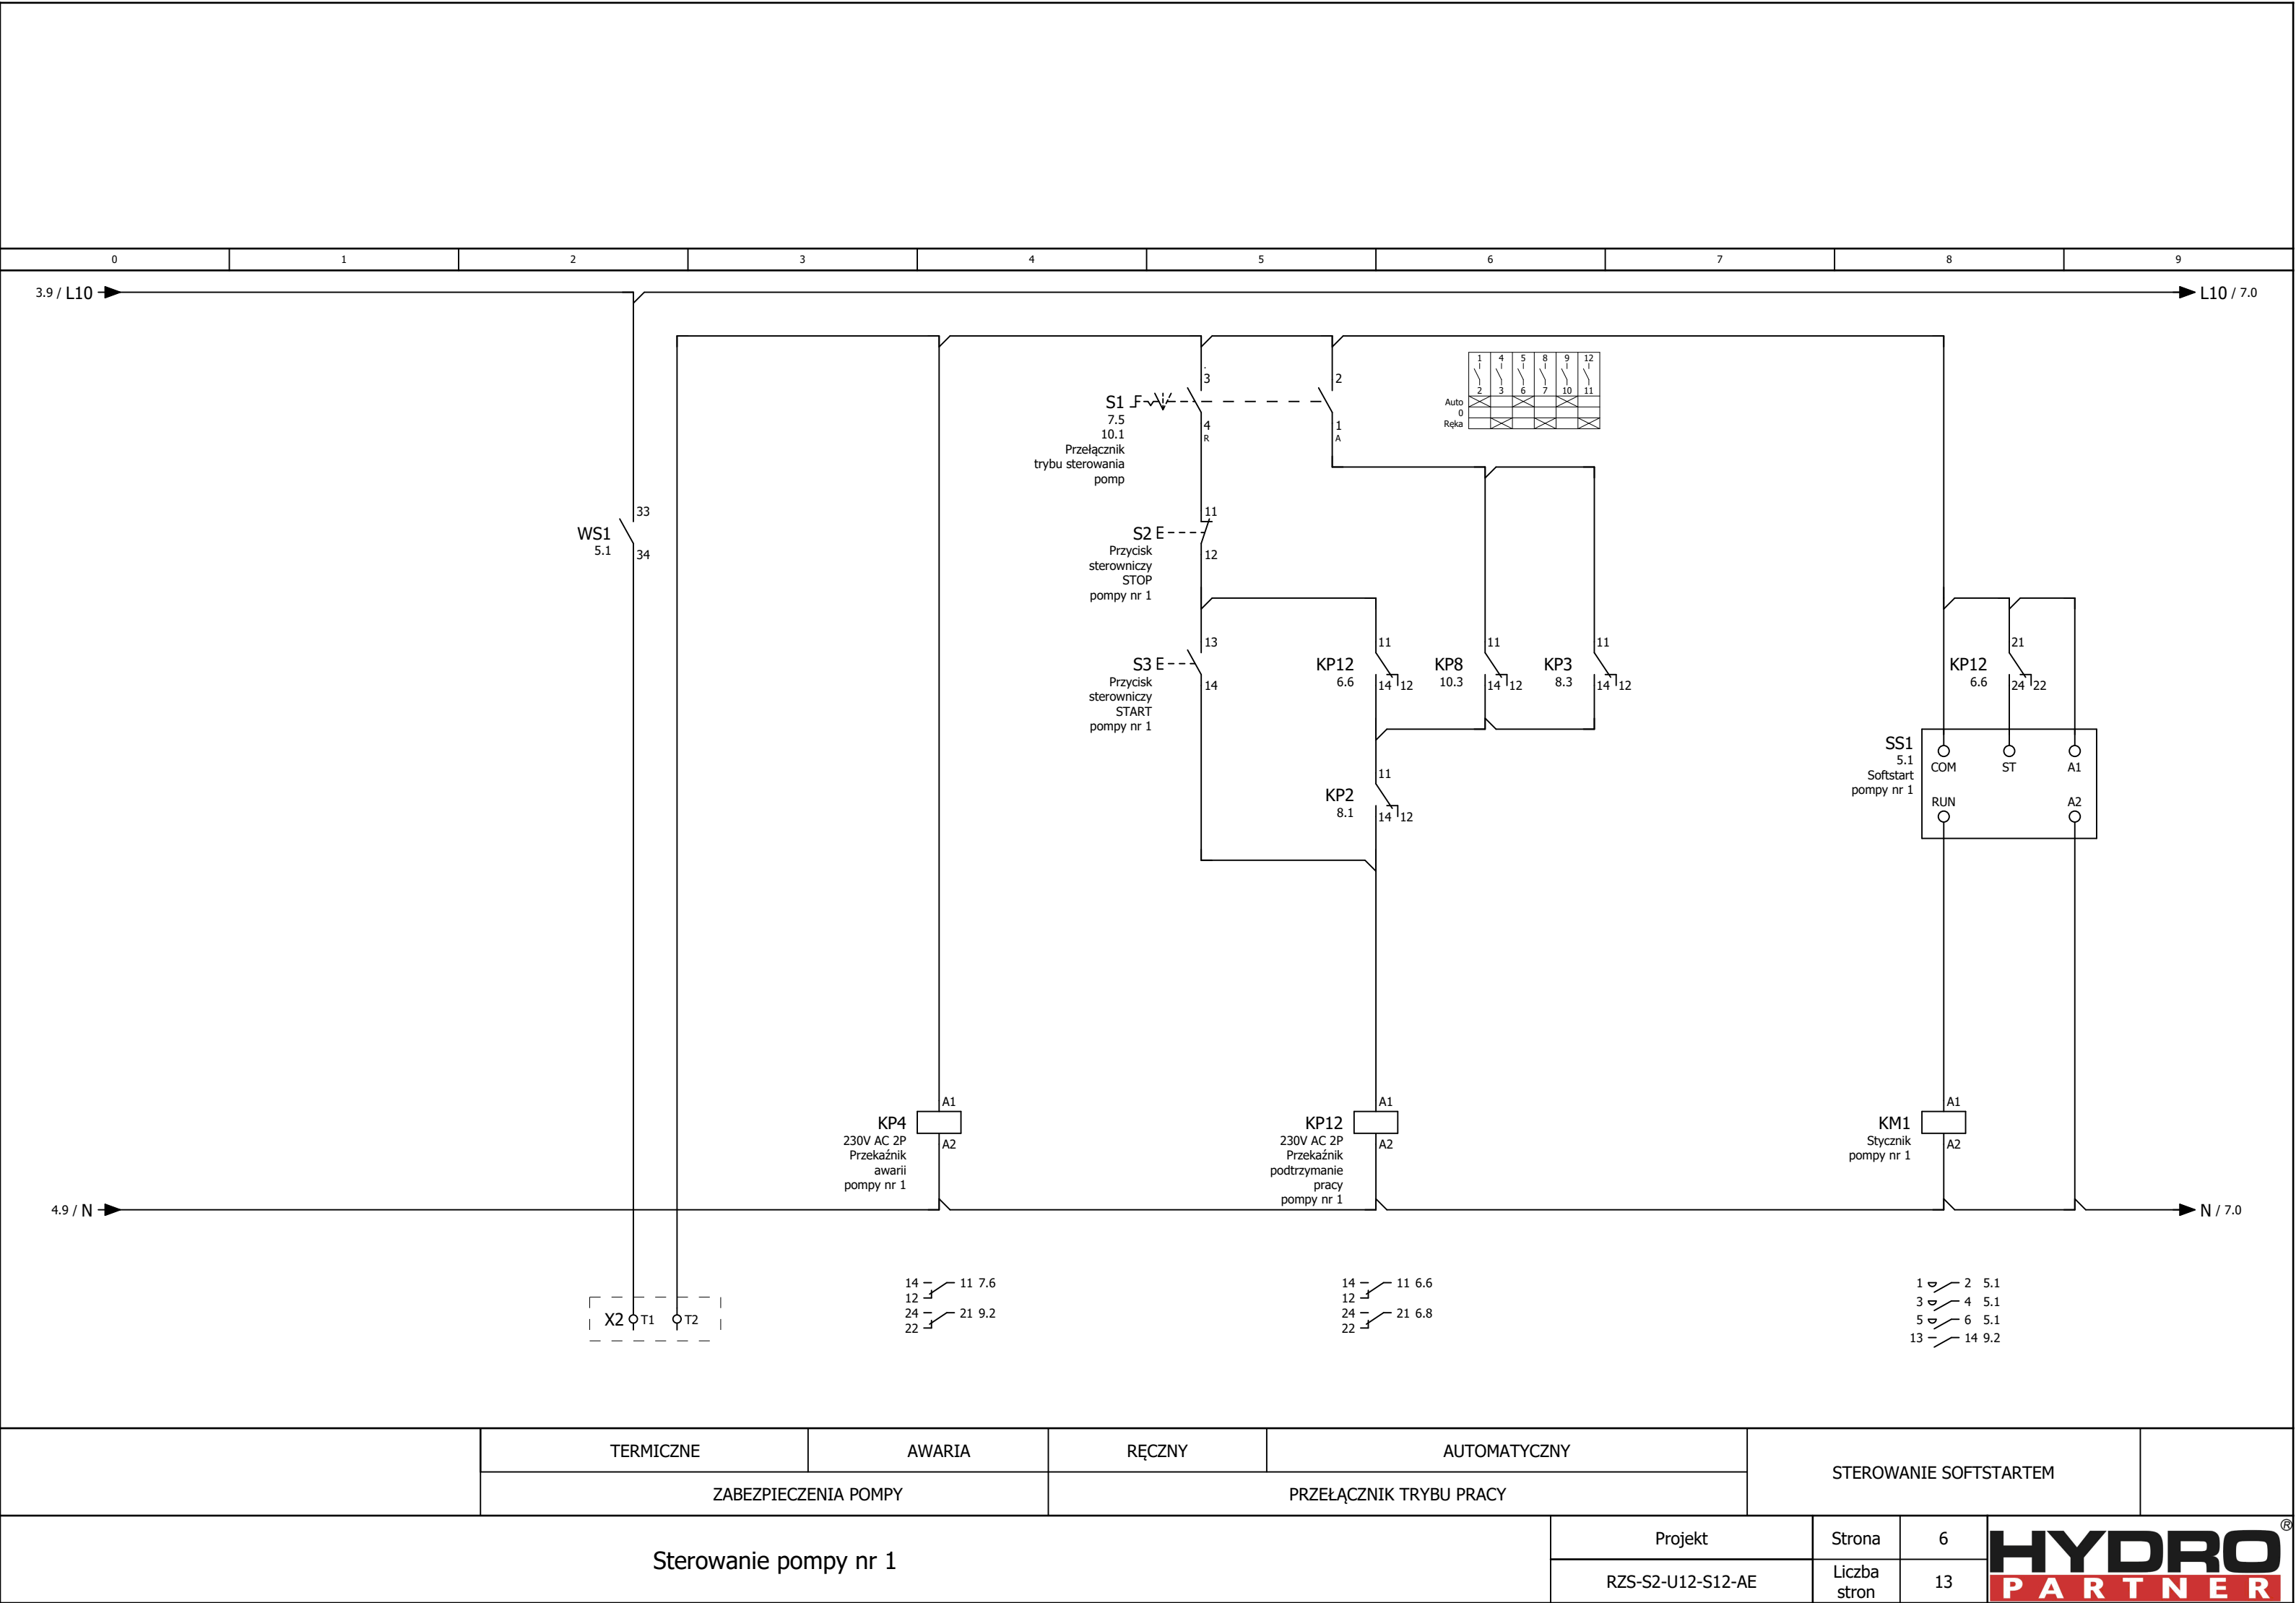 0 1 2 3 4 5 6 7 8 9
3.9 / L10
L10 / 7.0
1 4 5 8 9 12
2 3 6 7 10 11
Auto
0
Ręka
3
2
S1
7.5
10.1
Przełącznik
trybu sterowania
pomp
4
R
1
A
33
WS1
5.1
34
11
S2
Przycisk
sterowniczy
STOP
pompy nr 1
12
13
S3
Przycisk
sterowniczy
START
pompy nr 1
14
11
KP12
6.6
14 12
11
KP8
10.3
14 12
11
KP3
8.3
14 12
21
KP12
6.6
24 22
11
KP2
8.1
14 12
SS1
5.1
Softstart
pompy nr 1
COM ST A1
RUN A2
A1
KP4
230V AC 2P
Przekaźnik
awarii
pompy nr 1
A2
A1
KP12
230V AC 2P
Przekaźnik
podtrzymanie
pracy
pompy nr 1
A2
A1
KM1
Stycznik
pompy nr 1
A2
4.9 / N
N / 7.0
X2 T1 T2
14 11 7.6
12
24 21 9.2
22
14 11 6.6
12
24 21 6.8
22
1 2 5.1
3 4 5.1
5 6 5.1
13 14 9.2
TERMICZNE AWARIA RĘCZNY AUTOMATYCZNY
STEROWANIE SOFTSTARTEM
ZABEZPIECZENIA POMPY PRZEŁĄCZNIK TRYBU PRACY
Sterowanie pompy nr 1
Projekt
RZS-S2-U12-S12-AE
Strona 6
Liczba
stron
13
HYDRO®
PARTNER